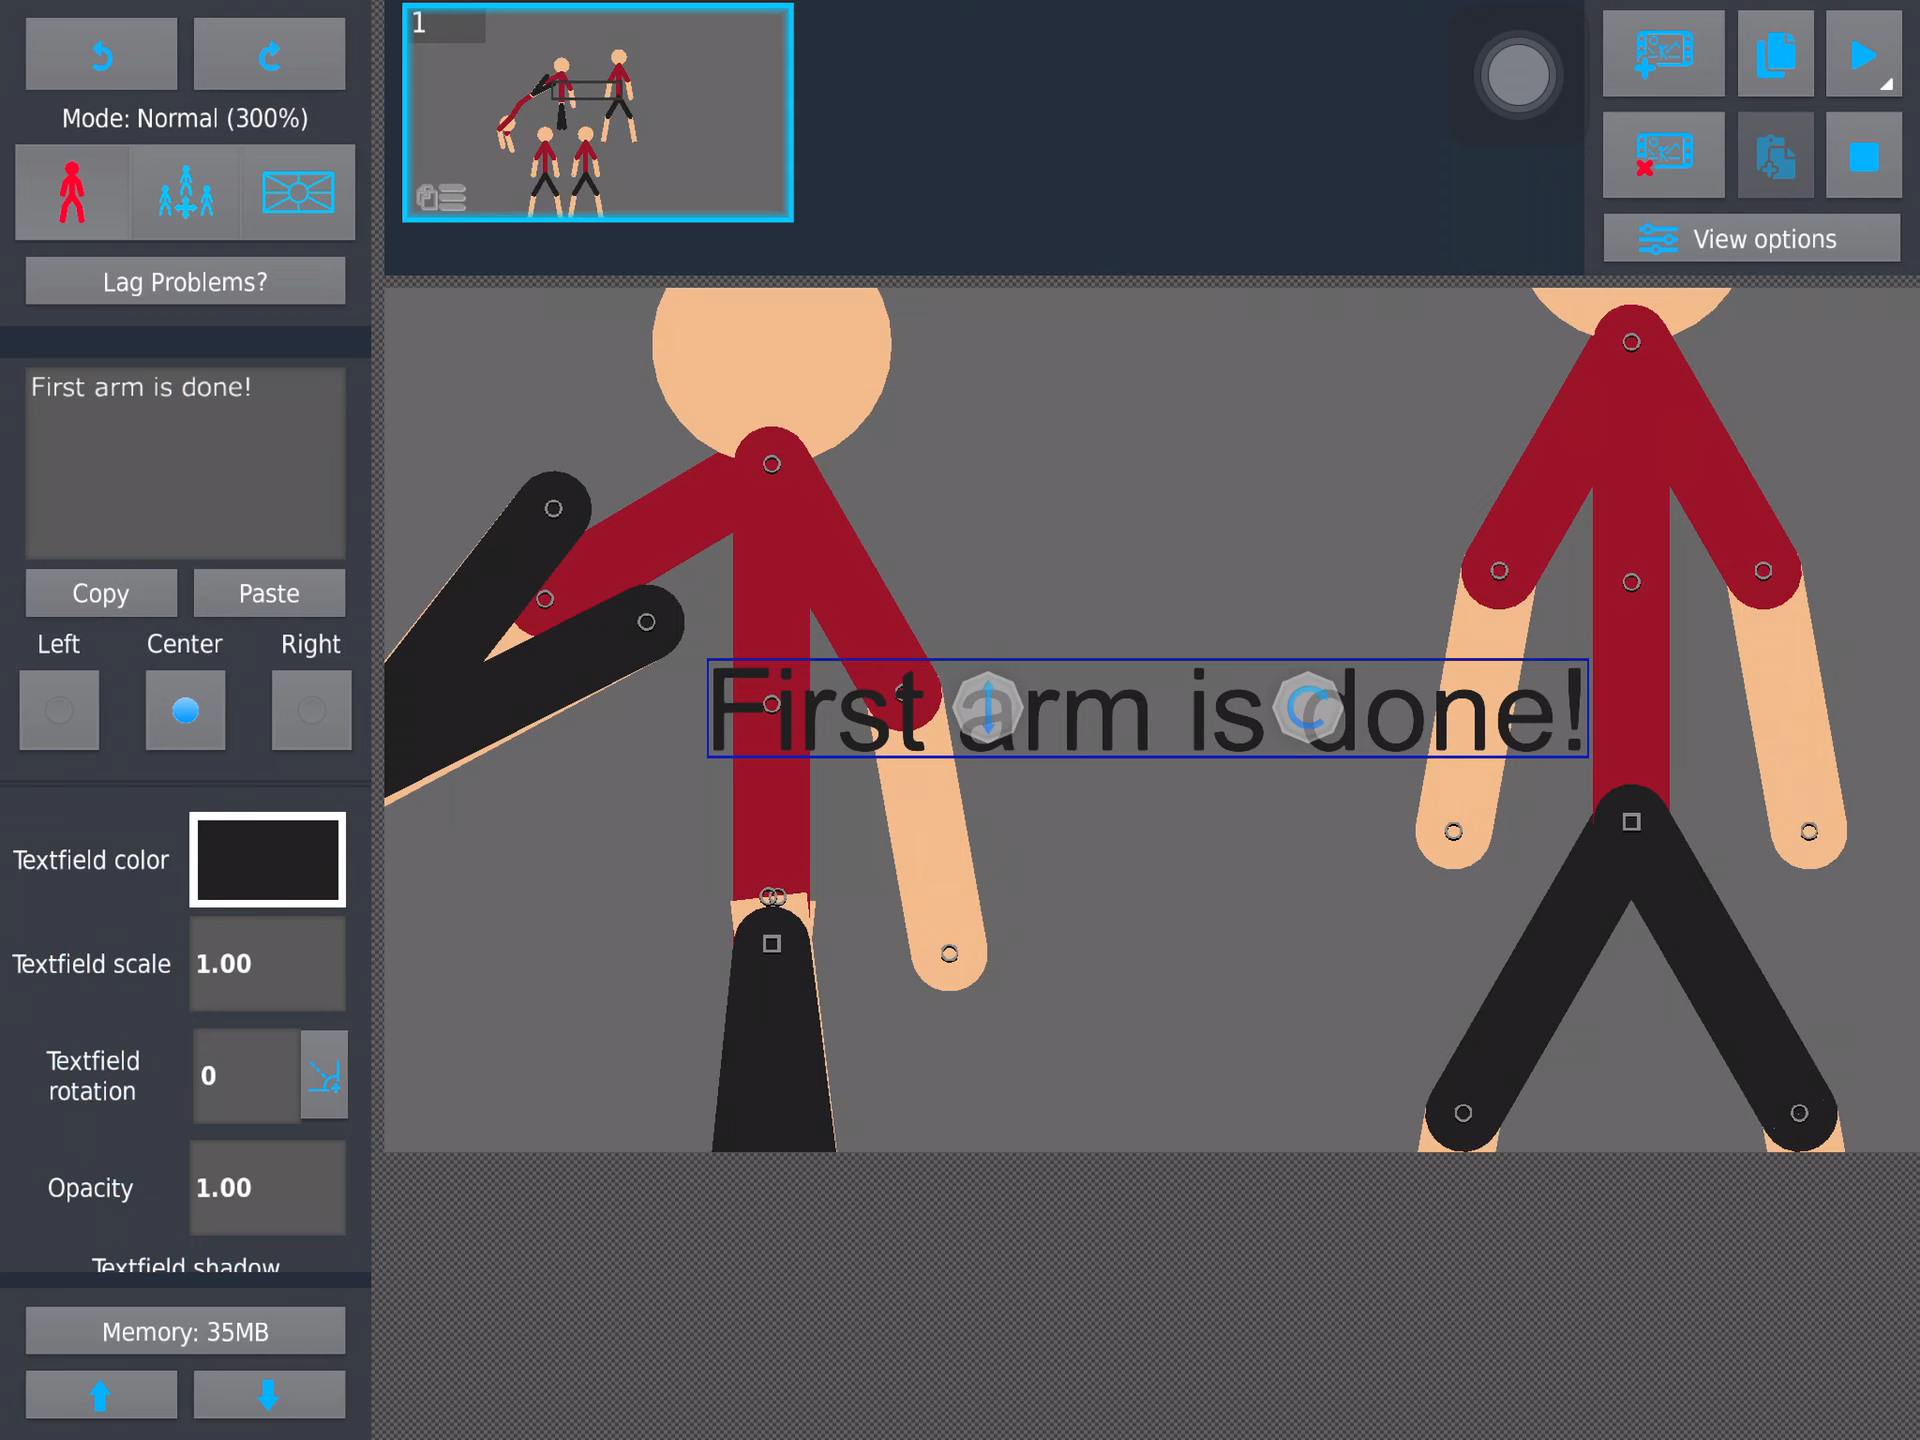 1
Mode: Normal (300%)
Lag Problems?
View options
First arm is done!
Copy
Paste
Left
Center
Right
First arm is done!
Textfield color
Textfield scale
1.00
Textfield
rotation
0
Opacity
1.00
Textfield shadow
Memory: 35MB